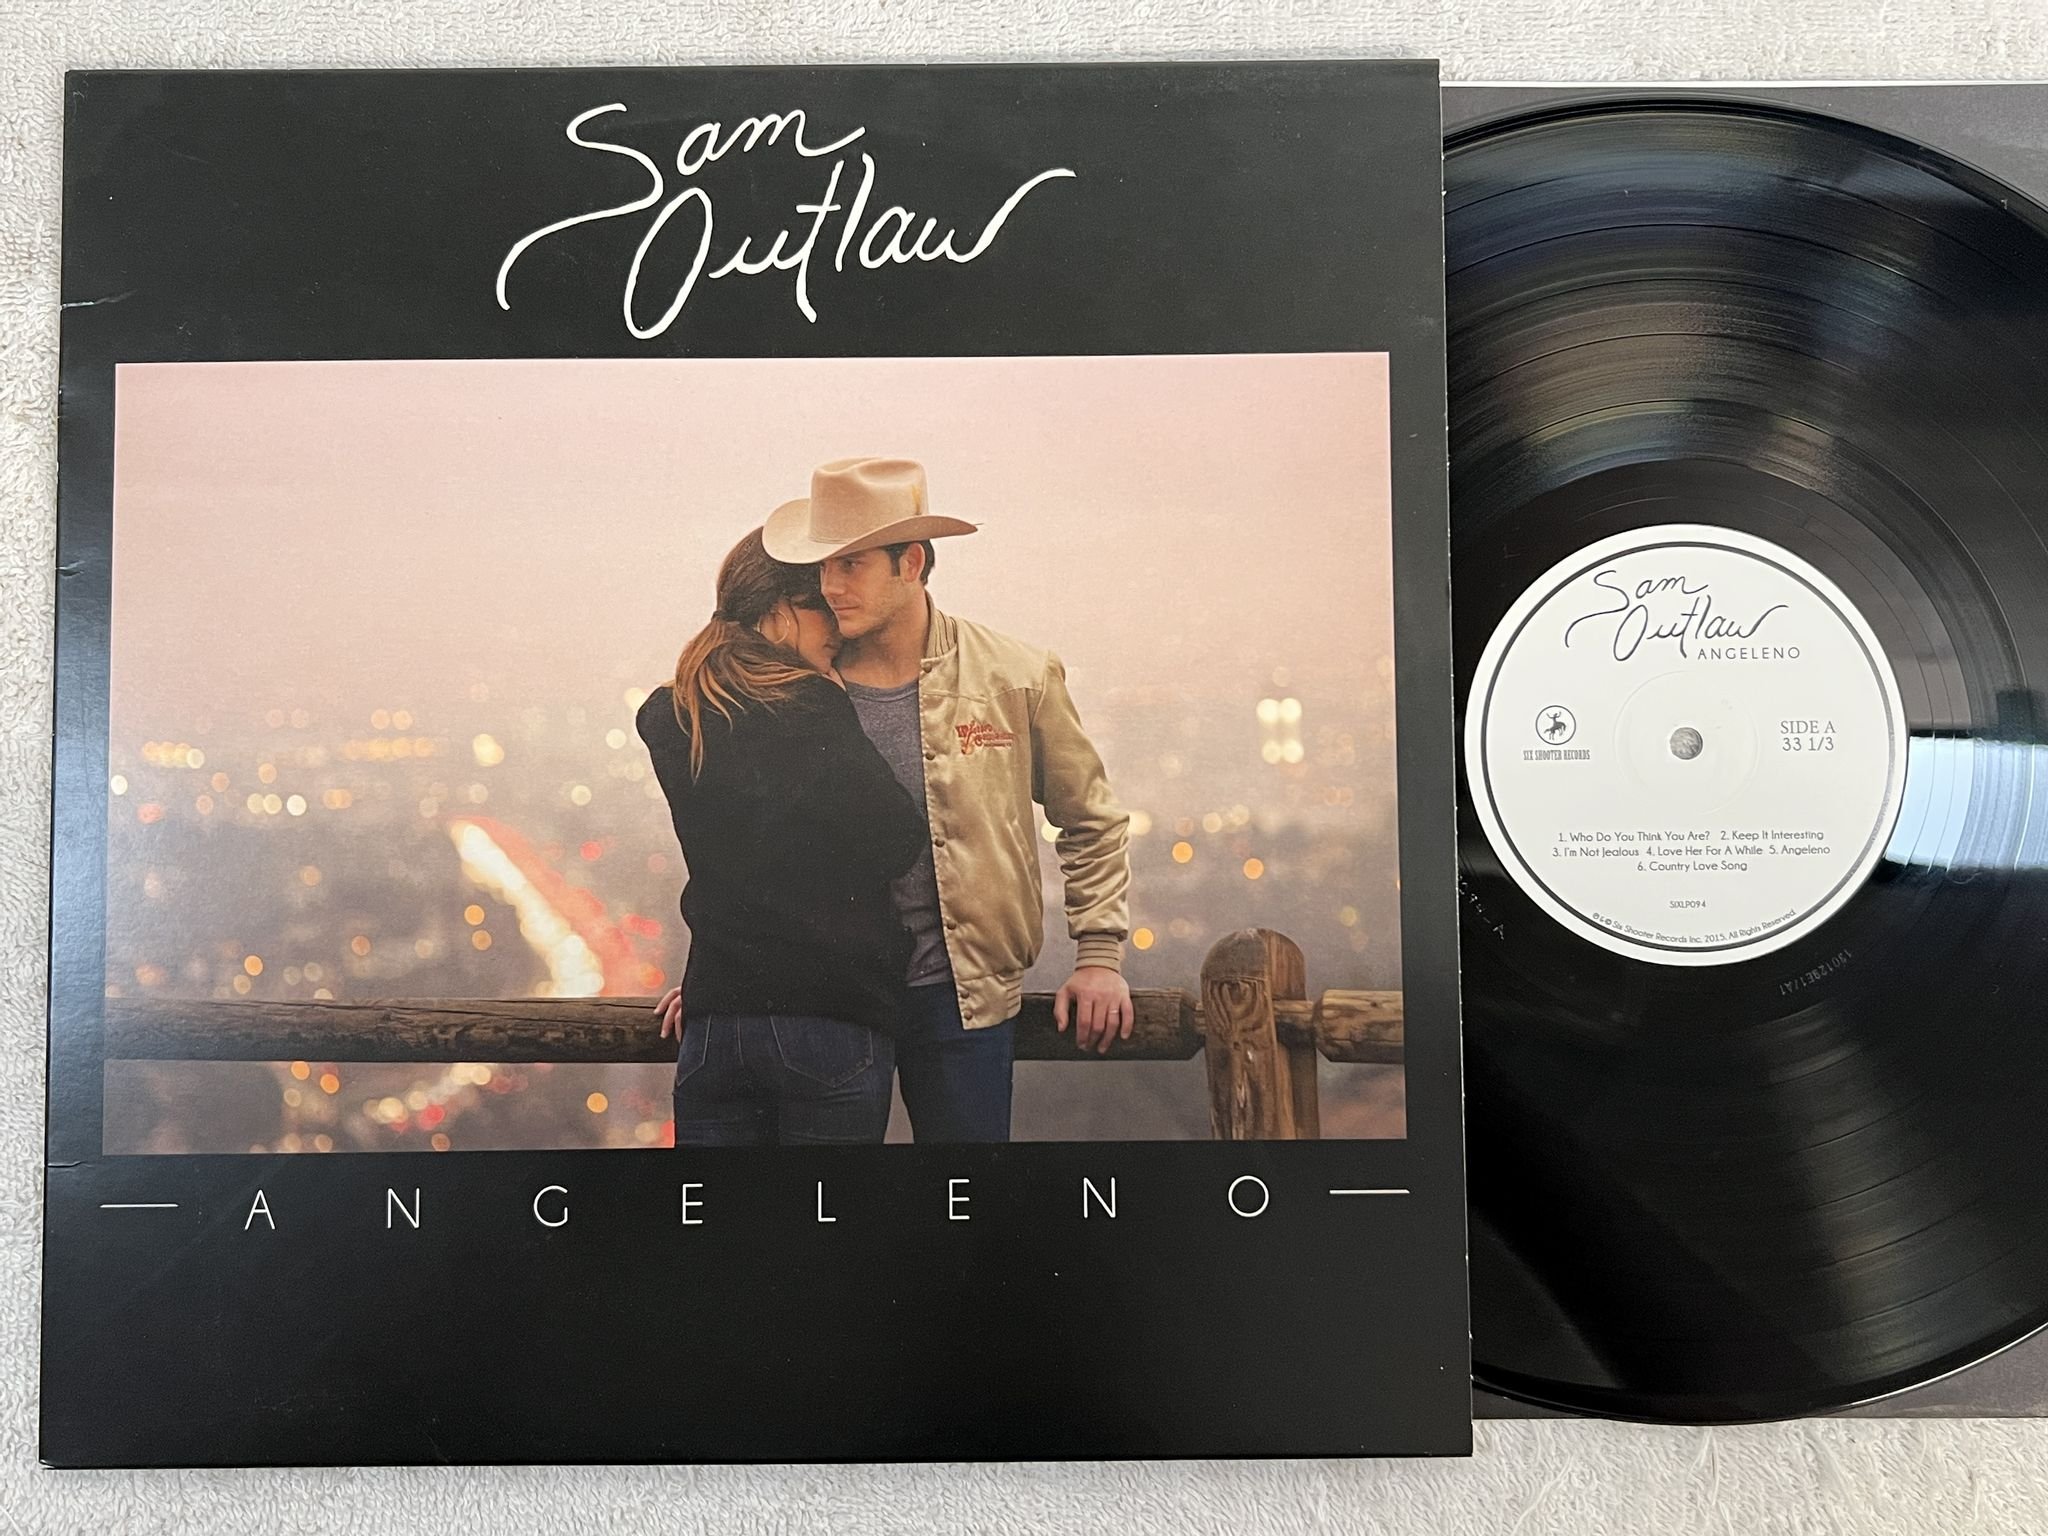 Sam
Outlaw
ANGELENO
Sam
Outlaw
ANGELENO
SIX SHOOTER RECORDS
SIDE A
33 1/3
1. Who Do You Think You Are? 2. Keep It Interesting
3. I'm Not Jealous 4. Love Her For A While 5. Angeleno
6. Country Love Song
SIXLP094
℗ & © Six Shooter Records Inc. 2015. All Rights Reserved.
130129E1/A1